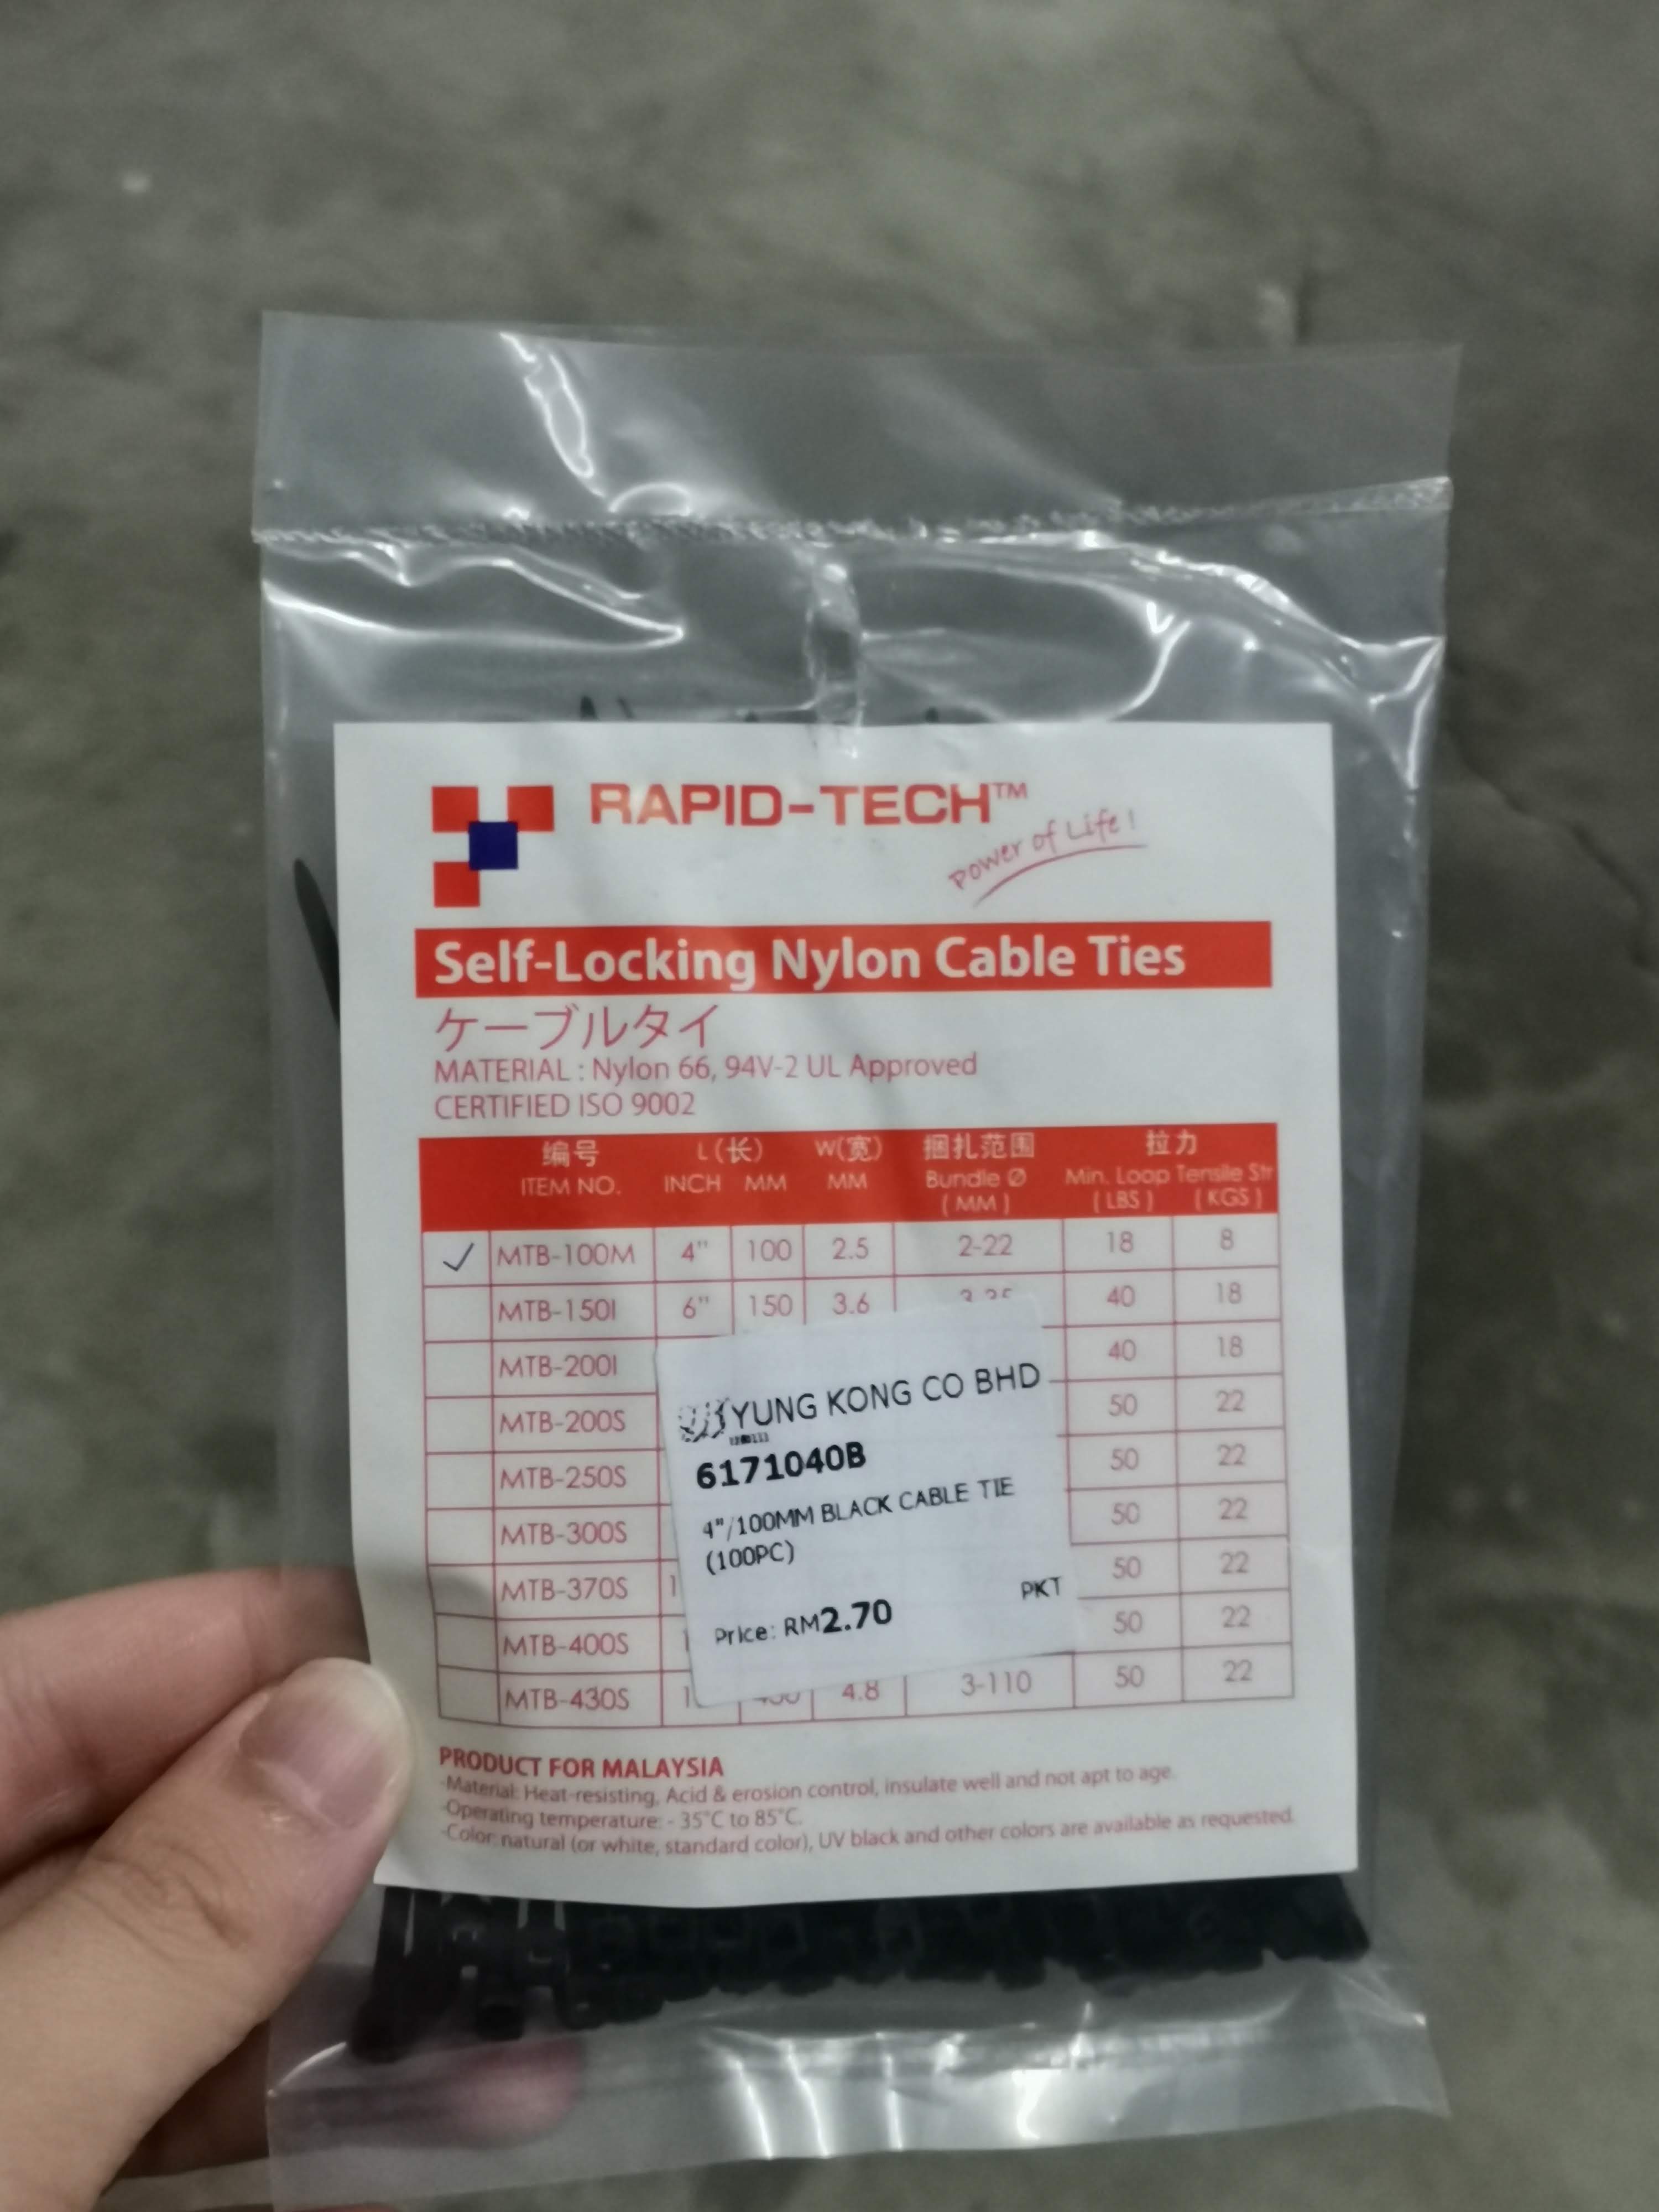 RAPID-TECH™
Power of Life!
Self-Locking Nylon Cable Ties
ケーブルタイ
MATERIAL : Nylon 66, 94V-2 UL Approved
CERTIFIED ISO 9002
编号 L(长) W(宽) 捆扎范围 拉力
ITEM NO. INCH MM MM Bundle Ø Min. Loop Tensile Str
(MM) (LBS) (KGS)
MTB-100M 4" 100 2.5 2-22 18 8
MTB-150I 6" 150 3.6 40 18
MTB-200I 40 18
MTB-200S 50 22
MTB-250S 50 22
MTB-300S 50 22
MTB-370S 50 22
MTB-400S 50 22
MTB-430S 4.8 3-110 50 22
YUNG KONG CO BHD
6171040B
4"/100MM BLACK CABLE TIE
(100PC)
PKT
Price: RM2.70
PRODUCT FOR MALAYSIA
-Material: Heat-resisting, Acid & erosion control, insulate well and not apt to age.
-Operating temperature: - 35°C to 85°C.
-Color: natural (or white, standard color), UV black and other colors are available as requested.